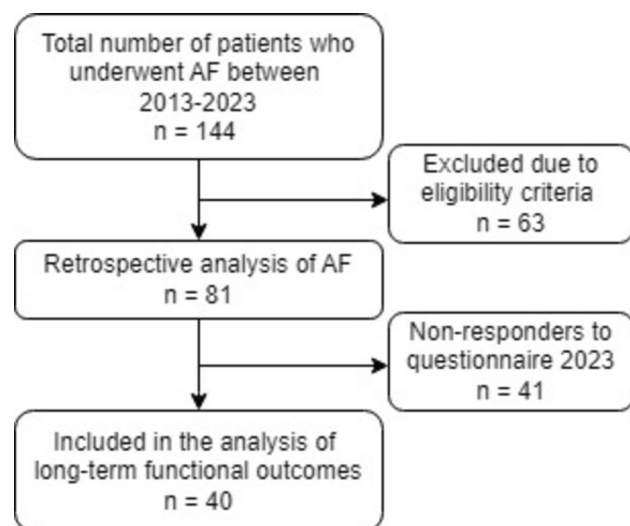 Total number of patients who
underwent AF between
2013-2023
n = 144
Excluded due to
eligibility criteria
n = 63
Retrospective analysis of AF
n = 81
Non-responders to
questionnaire 2023
n = 41
Included in the analysis of
long-term functional outcomes
n = 40